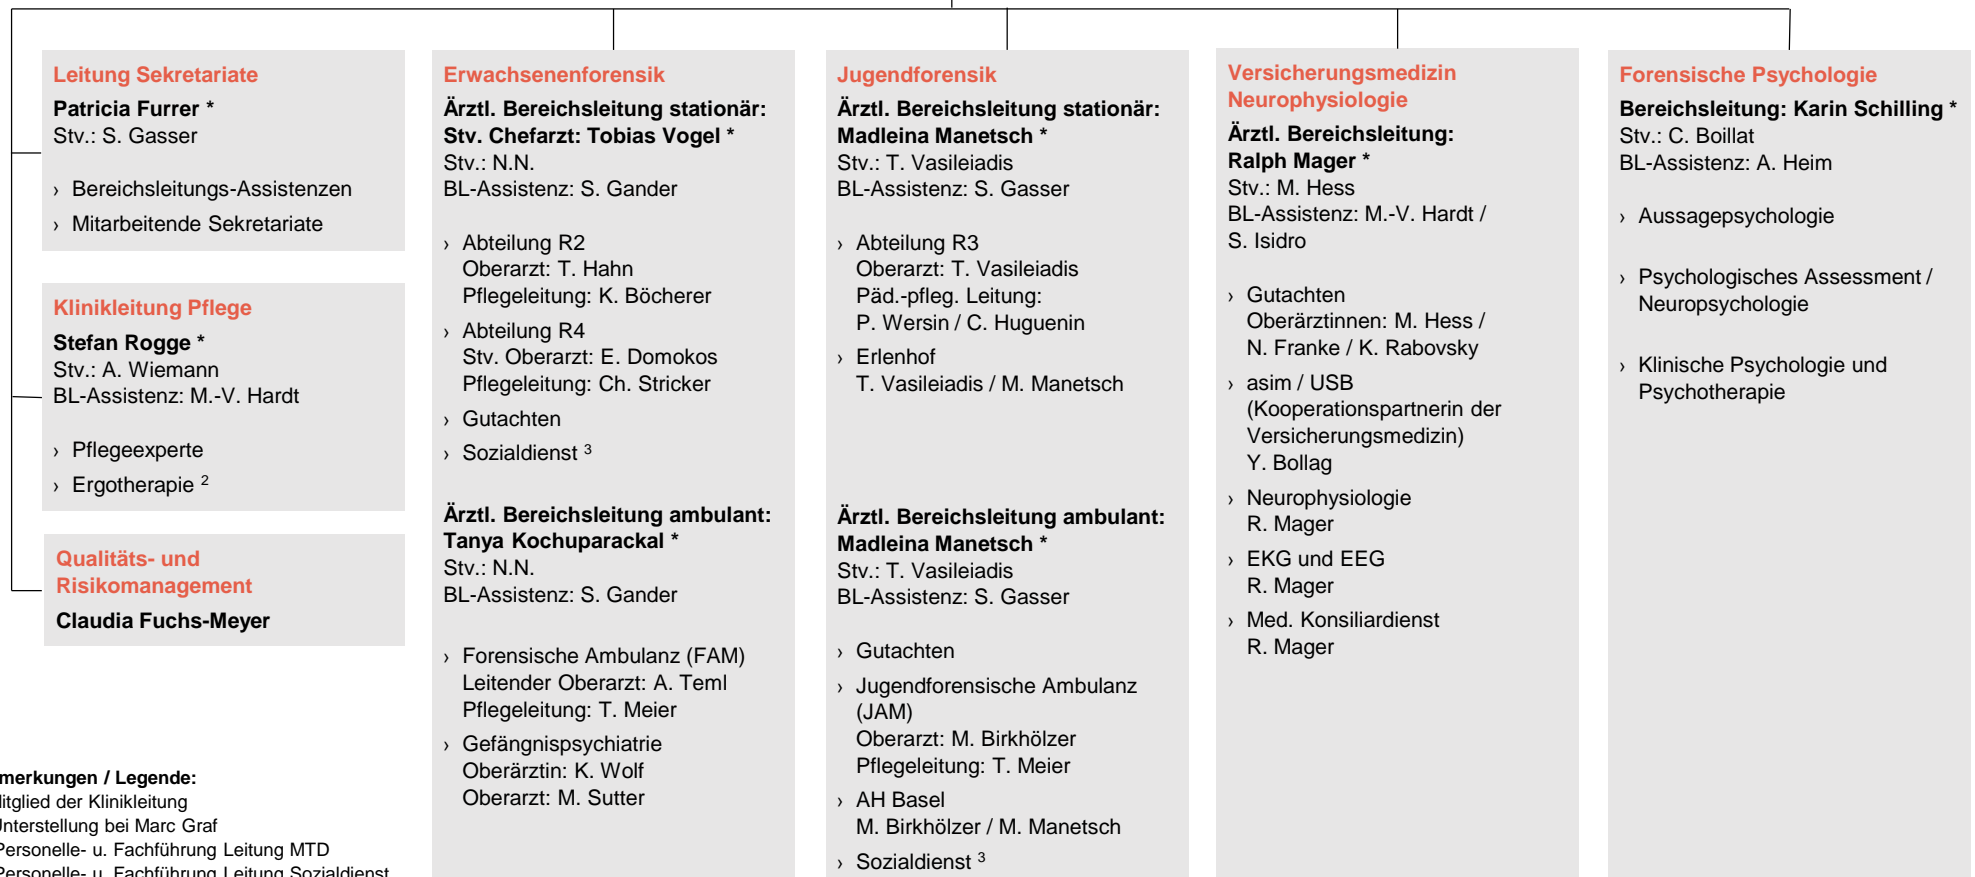 Leitung Sekretariate
Patricia Furrer *
Stv.: S. Gasser
› Bereichsleitungs-Assistenzen
› Mitarbeitende Sekretariate
Klinikleitung Pflege
Stefan Rogge *
Stv.: A. Wiemann
BL-Assistenz: M.-V. Hardt
› Pflegeexperte
› Ergotherapie 2
Qualitäts- und
Risikomanagement
Claudia Fuchs-Meyer
merkungen / Legende:
itglied der Klinikleitung
nterstellung bei Marc Graf
Personelle- u. Fachführung Leitung MTD
Personelle- u. Fachführung Leitung Sozialdienst
Erwachsenenforensik
Ärztl. Bereichsleitung stationär:
Stv. Chefarzt: Tobias Vogel *
Stv.: N.N.
BL-Assistenz: S. Gander
› Abteilung R2
Oberarzt: T. Hahn
Pflegeleitung: K. Böcherer
› Abteilung R4
Stv. Oberarzt: E. Domokos
Pflegeleitung: Ch. Stricker
› Gutachten
› Sozialdienst 3
Ärztl. Bereichsleitung ambulant:
Tanya Kochuparackal *
Stv.: N.N.
BL-Assistenz: S. Gander
› Forensische Ambulanz (FAM)
Leitender Oberarzt: A. Teml
Pflegeleitung: T. Meier
› Gefängnispsychiatrie
Oberärztin: K. Wolf
Oberarzt: M. Sutter
Jugendforensik
Ärztl. Bereichsleitung stationär:
Madleina Manetsch *
Stv.: T. Vasileiadis
BL-Assistenz: S. Gasser
› Abteilung R3
Oberarzt: T. Vasileiadis
Päd.-pfleg. Leitung:
P. Wersin / C. Huguenin
› Erlenhof
T. Vasileiadis / M. Manetsch
Ärztl. Bereichsleitung ambulant:
Madleina Manetsch *
Stv.: T. Vasileiadis
BL-Assistenz: S. Gasser
› Gutachten
› Jugendforensische Ambulanz
(JAM)
Oberarzt: M. Birkhölzer
Pflegeleitung: T. Meier
› AH Basel
M. Birkhölzer / M. Manetsch
› Sozialdienst 3
Versicherungsmedizin
Neurophysiologie
Ärztl. Bereichsleitung:
Ralph Mager *
Stv.: M. Hess
BL-Assistenz: M.-V. Hardt /
S. Isidro
› Gutachten
Oberärztinnen: M. Hess /
N. Franke / K. Rabovsky
› asim / USB
(Kooperationspartnerin der
Versicherungsmedizin)
Y. Bollag
› Neurophysiologie
R. Mager
› EKG und EEG
R. Mager
› Med. Konsiliardienst
R. Mager
Forensische Psychologie
Bereichsleitung: Karin Schilling *
Stv.: C. Boillat
BL-Assistenz: A. Heim
› Aussagepsychologie
› Psychologisches Assessment /
Neuropsychologie
› Klinische Psychologie und
Psychotherapie